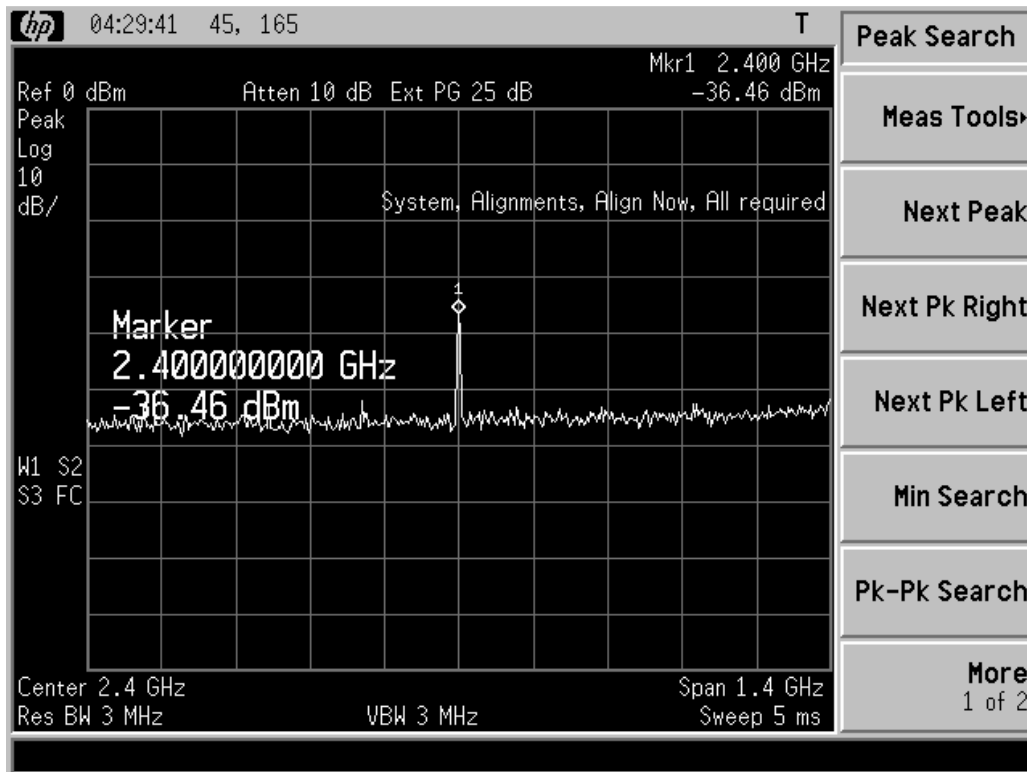 hp 04:29:41 45, 165 T
Peak Search
Mkr1 2.400 GHz
Ref 0 dBm Atten 10 dB Ext PG 25 dB -36.46 dBm
Peak
Log
10
dB/
System, Alignments, Align Now, All required
1
Marker
2.400000000 GHz
-36.46 dBm
W1 S2
S3 FC
Center 2.4 GHz Span 1.4 GHz
Res BW 3 MHz VBW 3 MHz Sweep 5 ms
Meas Tools
Next Peak
Next Pk Right
Next Pk Left
Min Search
Pk-Pk Search
More
1 of 2